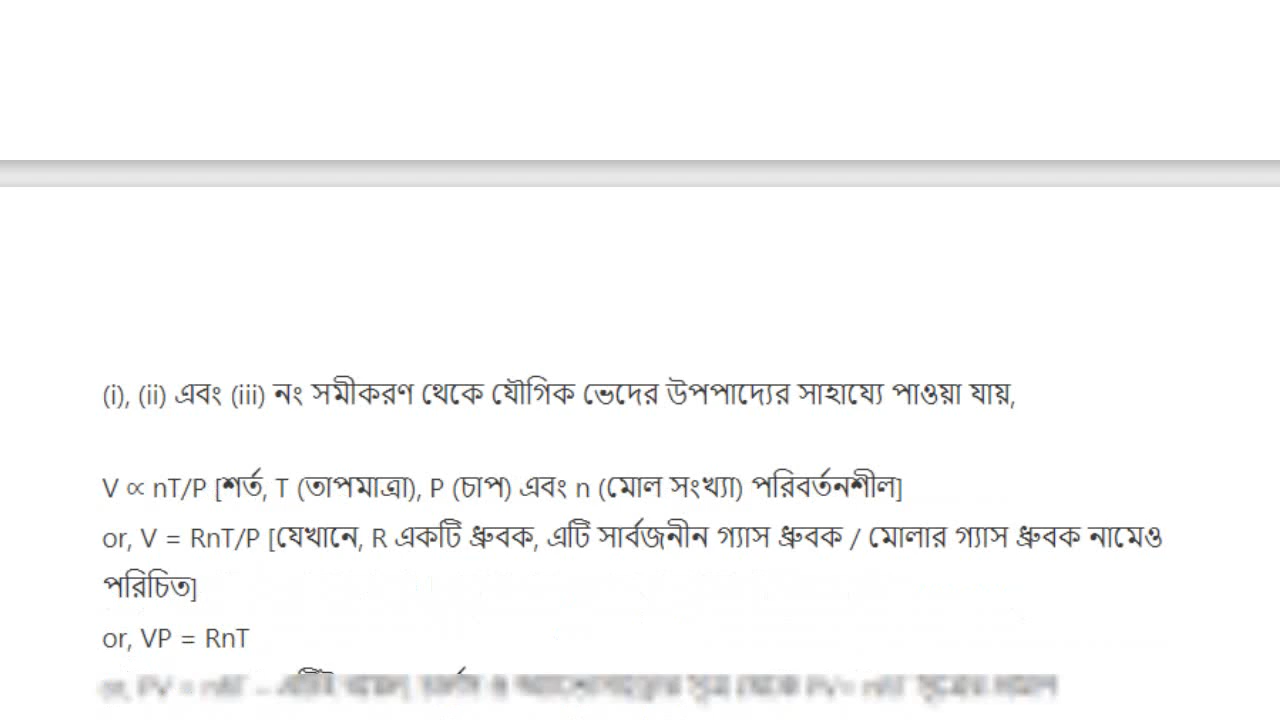 (i), (ii) এবং (iii) নং সমীকরণ থেকে যৌগিক ভেদের উপপাদ্যের সাহায্যে পাওয়া যায়,
V ∝ nT/P [শর্ত, T (তাপমাত্রা), P (চাপ) এবং n (মোল সংখ্যা) পরিবর্তনশীল]
or, V = RnT/P [যেখানে, R একটি ধ্রুবক, এটি সার্বজনীন গ্যাস ধ্রুবক / মোলার গ্যাস ধ্রুবক নামেও
পরিচিত]
or, VP = RnT